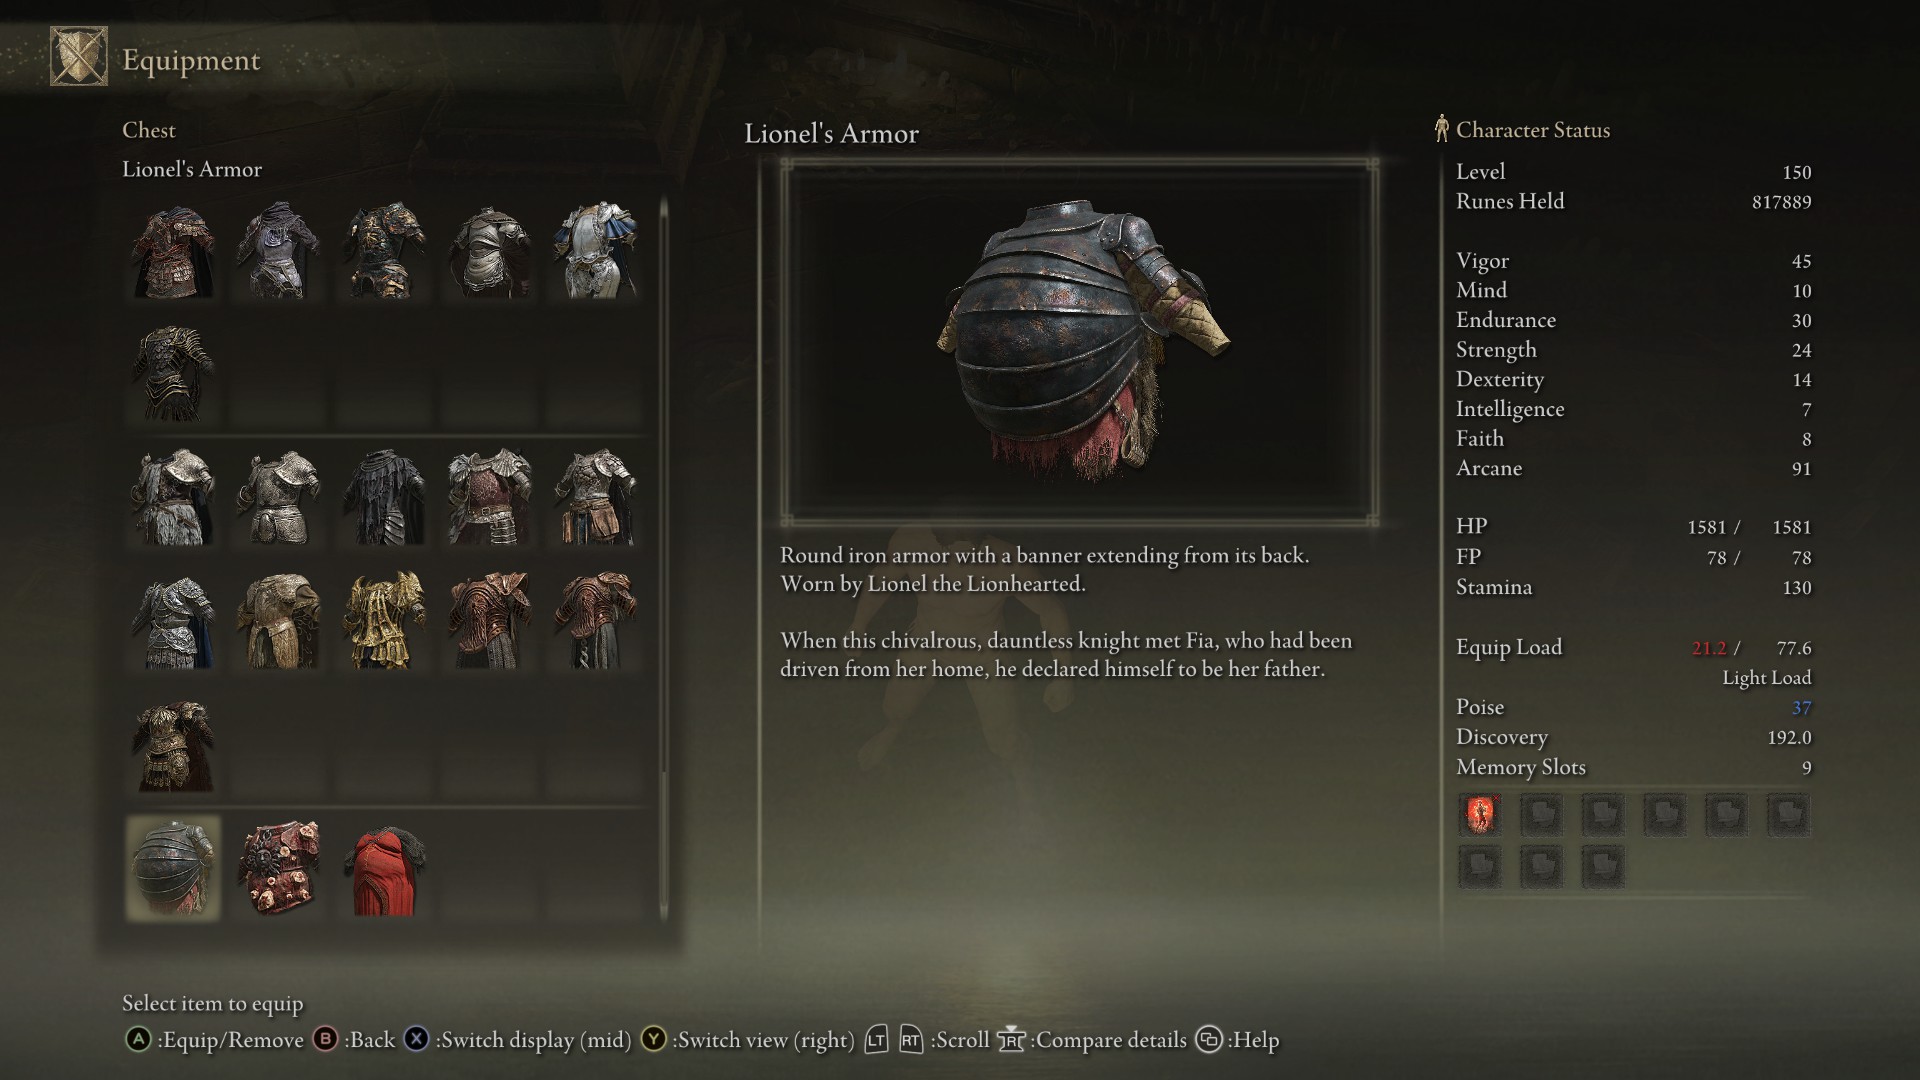 Equipment
Chest
Lionel's Armor
Lionel's Armor
Round iron armor with a banner extending from its back.
Worn by Lionel the Lionhearted.
When this chivalrous, dauntless knight met Fia, who had been
driven from her home, he declared himself to be her father.
Character Status
Level 150
Runes Held 817889
Vigor 45
Mind 10
Endurance 30
Strength 24
Dexterity 14
Intelligence 7
Faith 8
Arcane 91
HP 1581 / 1581
FP 78 / 78
Stamina 130
Equip Load 21.2 / 77.6
Light Load
Poise 37
Discovery 192.0
Memory Slots 9
Select item to equip
A :Equip/Remove B :Back X :Switch display (mid) Y :Switch view (right) LT RT :Scroll R :Compare details :Help